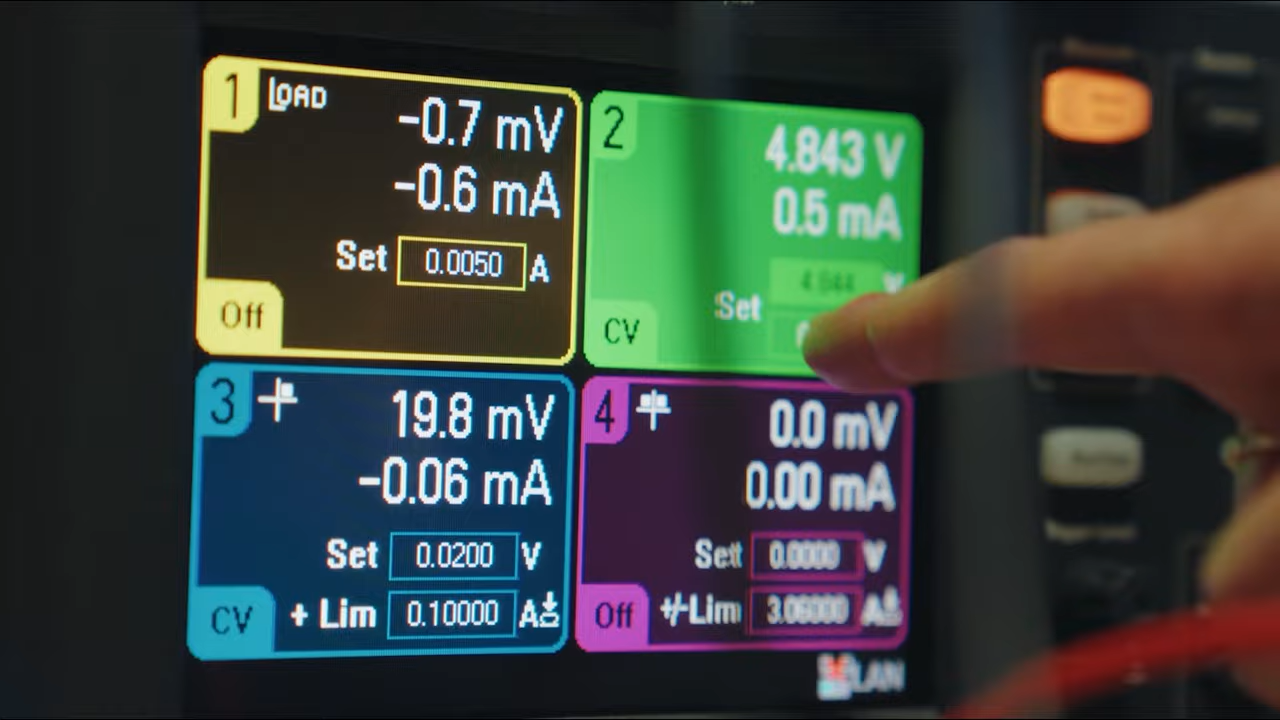 1 LOAD -0.7 mV
-0.6 mA
Set 0.0050 A
Off
2 4.843 V
0.5 mA
4.844 V
Set
CV
3 19.8 mV
-0.06 mA
Set 0.0200 V
CV + Lim 0.10000 A
4 0.0 mV
0.00 mA
Set 0.0000 V
Off +/-Lim 3.06000 A
LAN